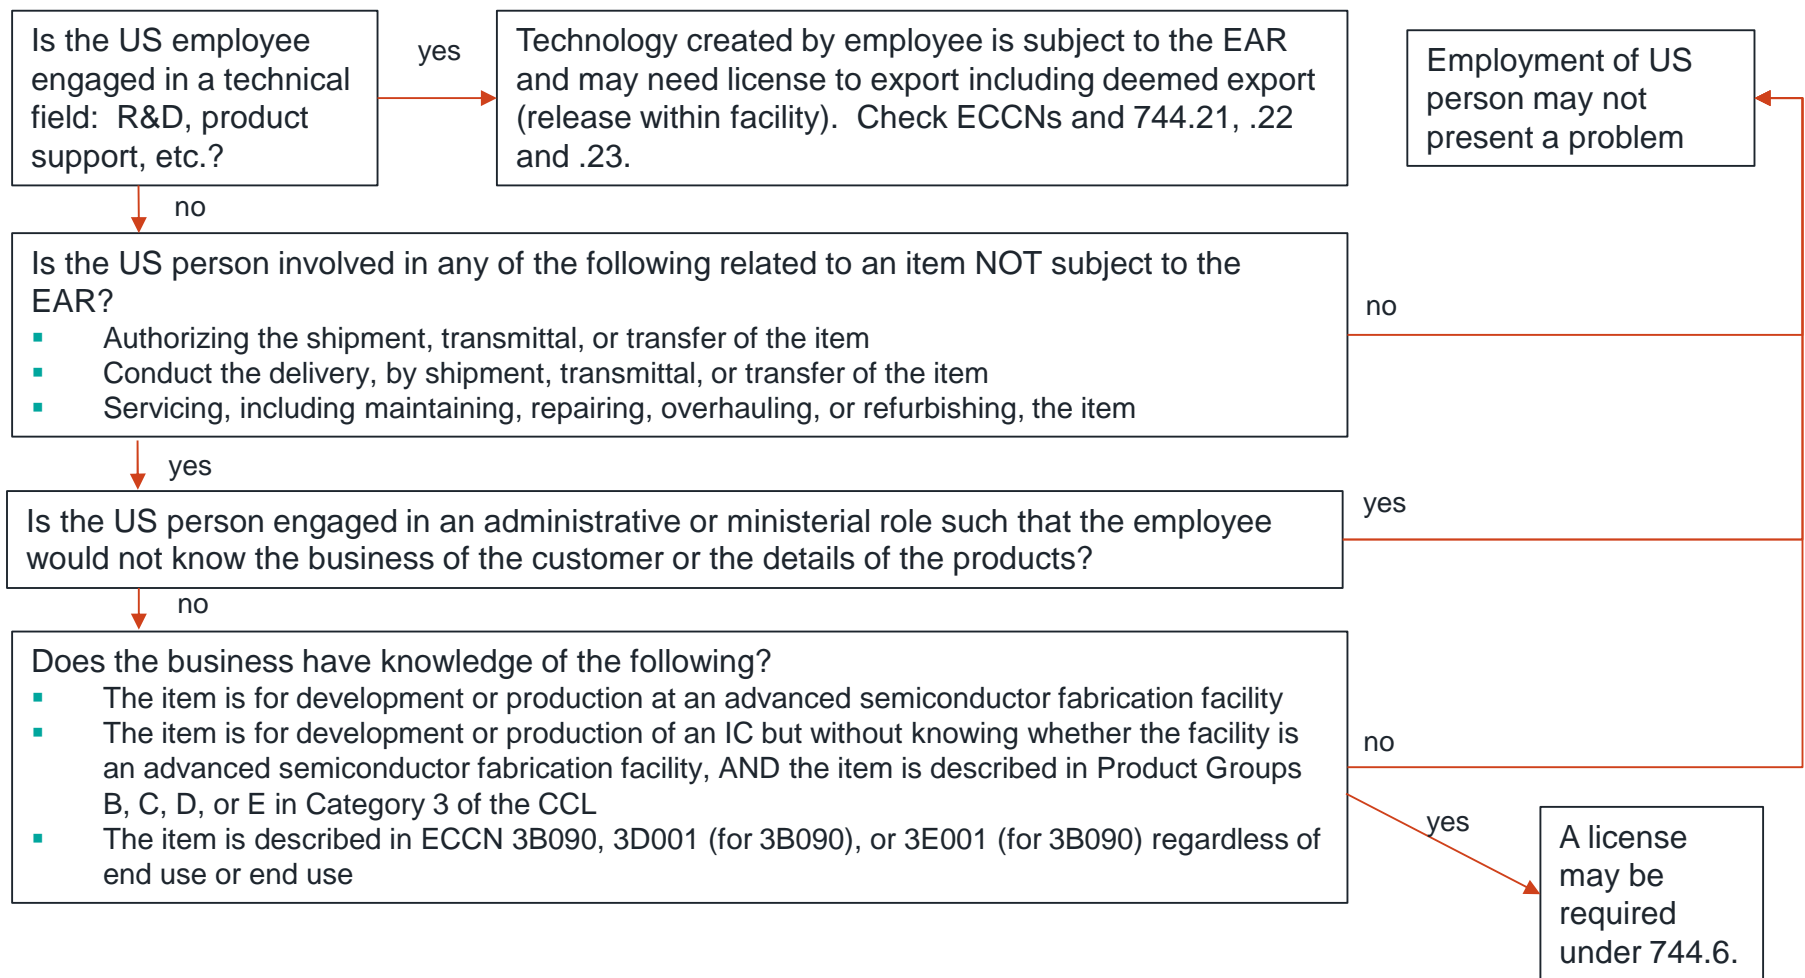 Is the US employee
engaged in a technical
field:  R&D, product
support, etc.?
yes
Technology created by employee is subject to the EAR
and may need license to export including deemed export
(release within facility).  Check ECCNs and 744.21, .22
and .23.
Employment of US
person may not
present a problem
no
Is the US person involved in any of the following related to an item NOT subject to the
EAR?
▪ Authorizing the shipment, transmittal, or transfer of the item
▪ Conduct the delivery, by shipment, transmittal, or transfer of the item
▪ Servicing, including maintaining, repairing, overhauling, or refurbishing, the item
no
yes
Is the US person engaged in an administrative or ministerial role such that the employee
would not know the business of the customer or the details of the products?
yes
no
Does the business have knowledge of the following?
▪ The item is for development or production at an advanced semiconductor fabrication facility
▪ The item is for development or production of an IC but without knowing whether the facility is
an advanced semiconductor fabrication facility, AND the item is described in Product Groups
B, C, D, or E in Category 3 of the CCL
▪ The item is described in ECCN 3B090, 3D001 (for 3B090), or 3E001 (for 3B090) regardless of
end use or end use
no
yes
A license
may be
required
under 744.6.